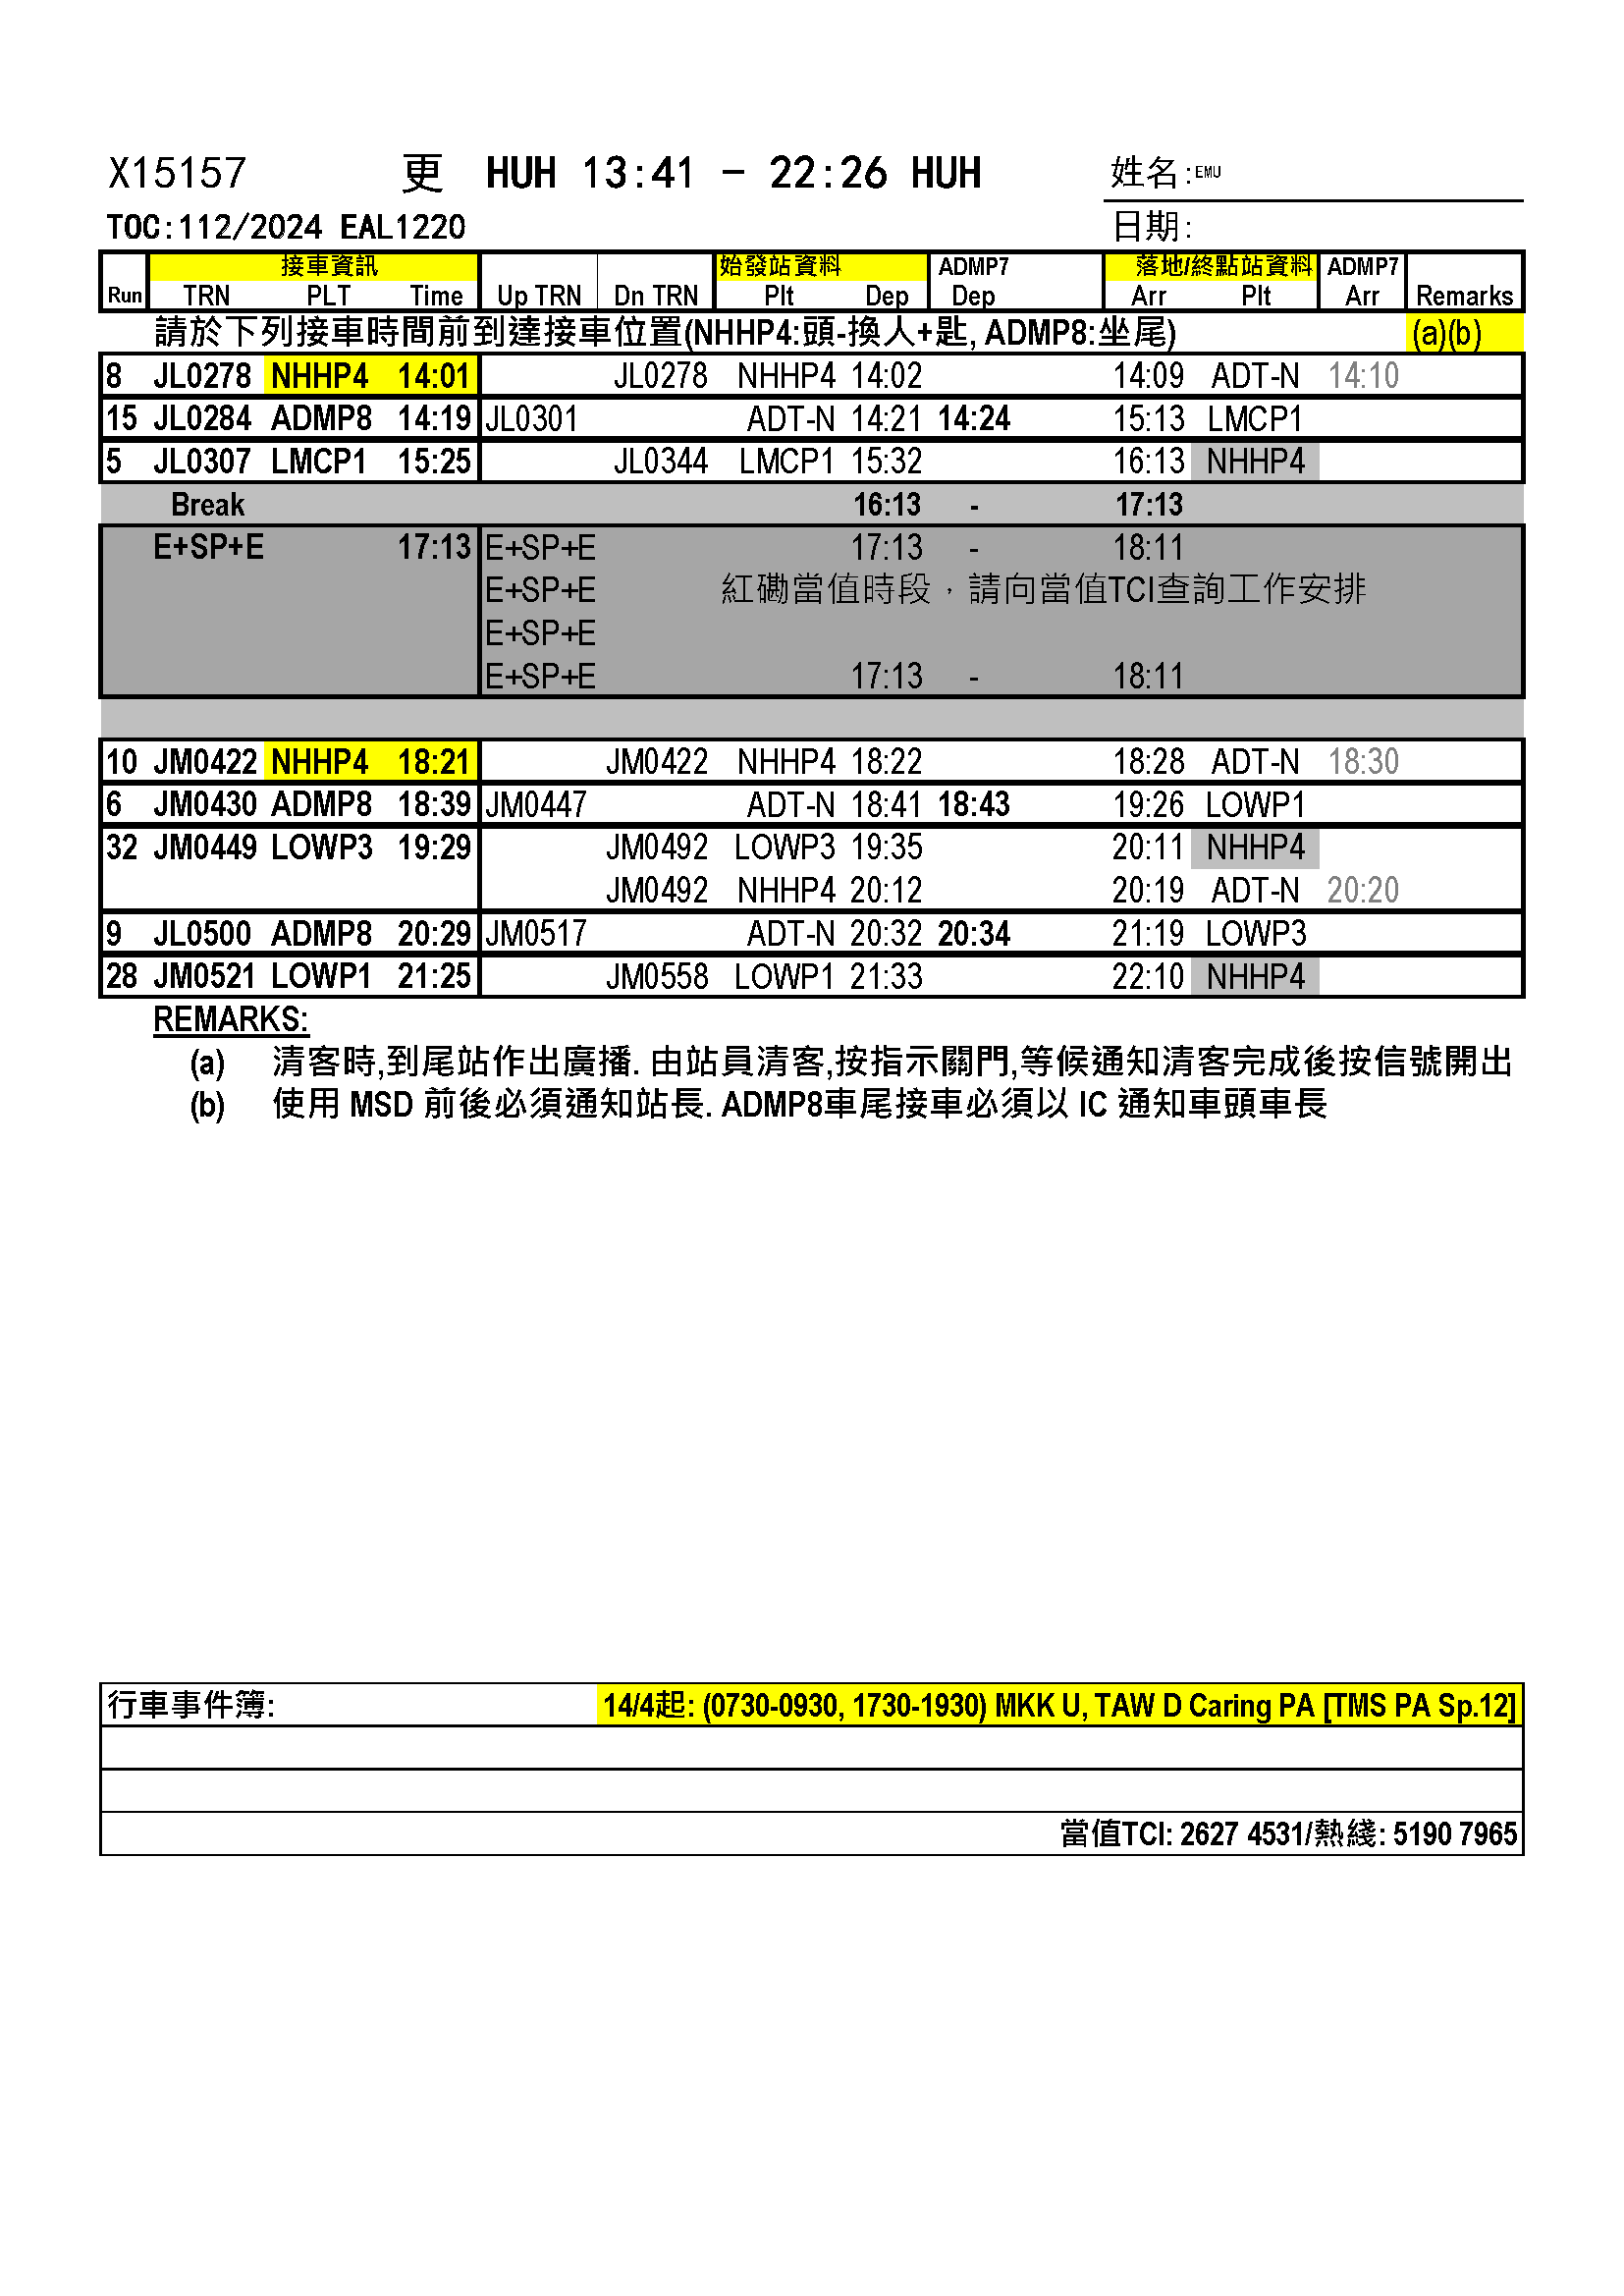 X15157 更 HUH 13:41 - 22:26 HUH 姓名:EMU
TOC:112/2024 EAL1220 日期:
接車資訊 始發站資料 ADMP7 落地/終點站資料 ADMP7
Run TRN PLT Time Up TRN Dn TRN Plt Dep Dep Arr Plt Arr Remarks
請於下列接車時間前到達接車位置(NHHP4:頭-換人+匙, ADMP8:坐尾) (a)(b)
8 JL0278 NHHP4 14:01 JL0278 NHHP4 14:02 14:09 ADT-N 14:10
15 JL0284 ADMP8 14:19 JL0301 ADT-N 14:21 14:24 15:13 LMCP1
5 JL0307 LMCP1 15:25 JL0344 LMCP1 15:32 16:13 NHHP4
Break 16:13 - 17:13
E+SP+E 17:13 E+SP+E 17:13 - 18:11
E+SP+E 紅磡當值時段，請向當值TCI查詢工作安排
E+SP+E
E+SP+E 17:13 - 18:11
10 JM0422 NHHP4 18:21 JM0422 NHHP4 18:22 18:28 ADT-N 18:30
6 JM0430 ADMP8 18:39 JM0447 ADT-N 18:41 18:43 19:26 LOWP1
32 JM0449 LOWP3 19:29 JM0492 LOWP3 19:35 20:11 NHHP4
JM0492 NHHP4 20:12 20:19 ADT-N 20:20
9 JL0500 ADMP8 20:29 JM0517 ADT-N 20:32 20:34 21:19 LOWP3
28 JM0521 LOWP1 21:25 JM0558 LOWP1 21:33 22:10 NHHP4
REMARKS:
(a) 清客時,到尾站作出廣播. 由站員清客,按指示關門,等候通知清客完成後按信號開出
(b) 使用 MSD 前後必須通知站長. ADMP8車尾接車必須以 IC 通知車頭車長
行車事件簿: 14/4起: (0730-0930, 1730-1930) MKK U, TAW D Caring PA [TMS PA Sp.12]
當值TCI: 2627 4531/熱綫: 5190 7965